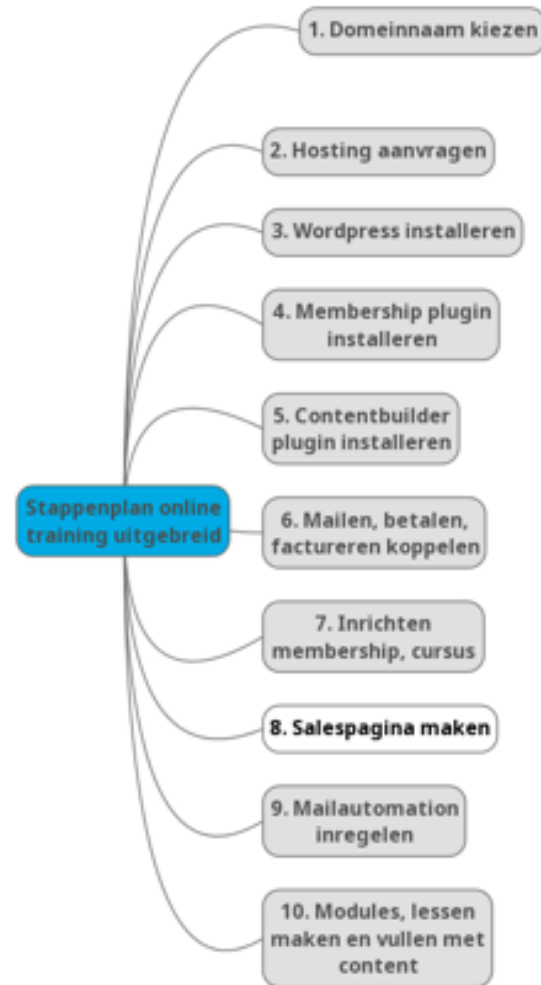 1. Domeinnaam kiezen
2. Hosting aanvragen
3. Wordpress installeren
4. Membership plugin
installeren
5. Contentbuilder
plugin installeren
Stappenplan online
training uitgebreid
6. Mailen, betalen,
factureren koppelen
7. Inrichten
membership, cursus
8. Salespagina maken
9. Mailautomation
inregelen
10. Modules, lessen
maken en vullen met
content